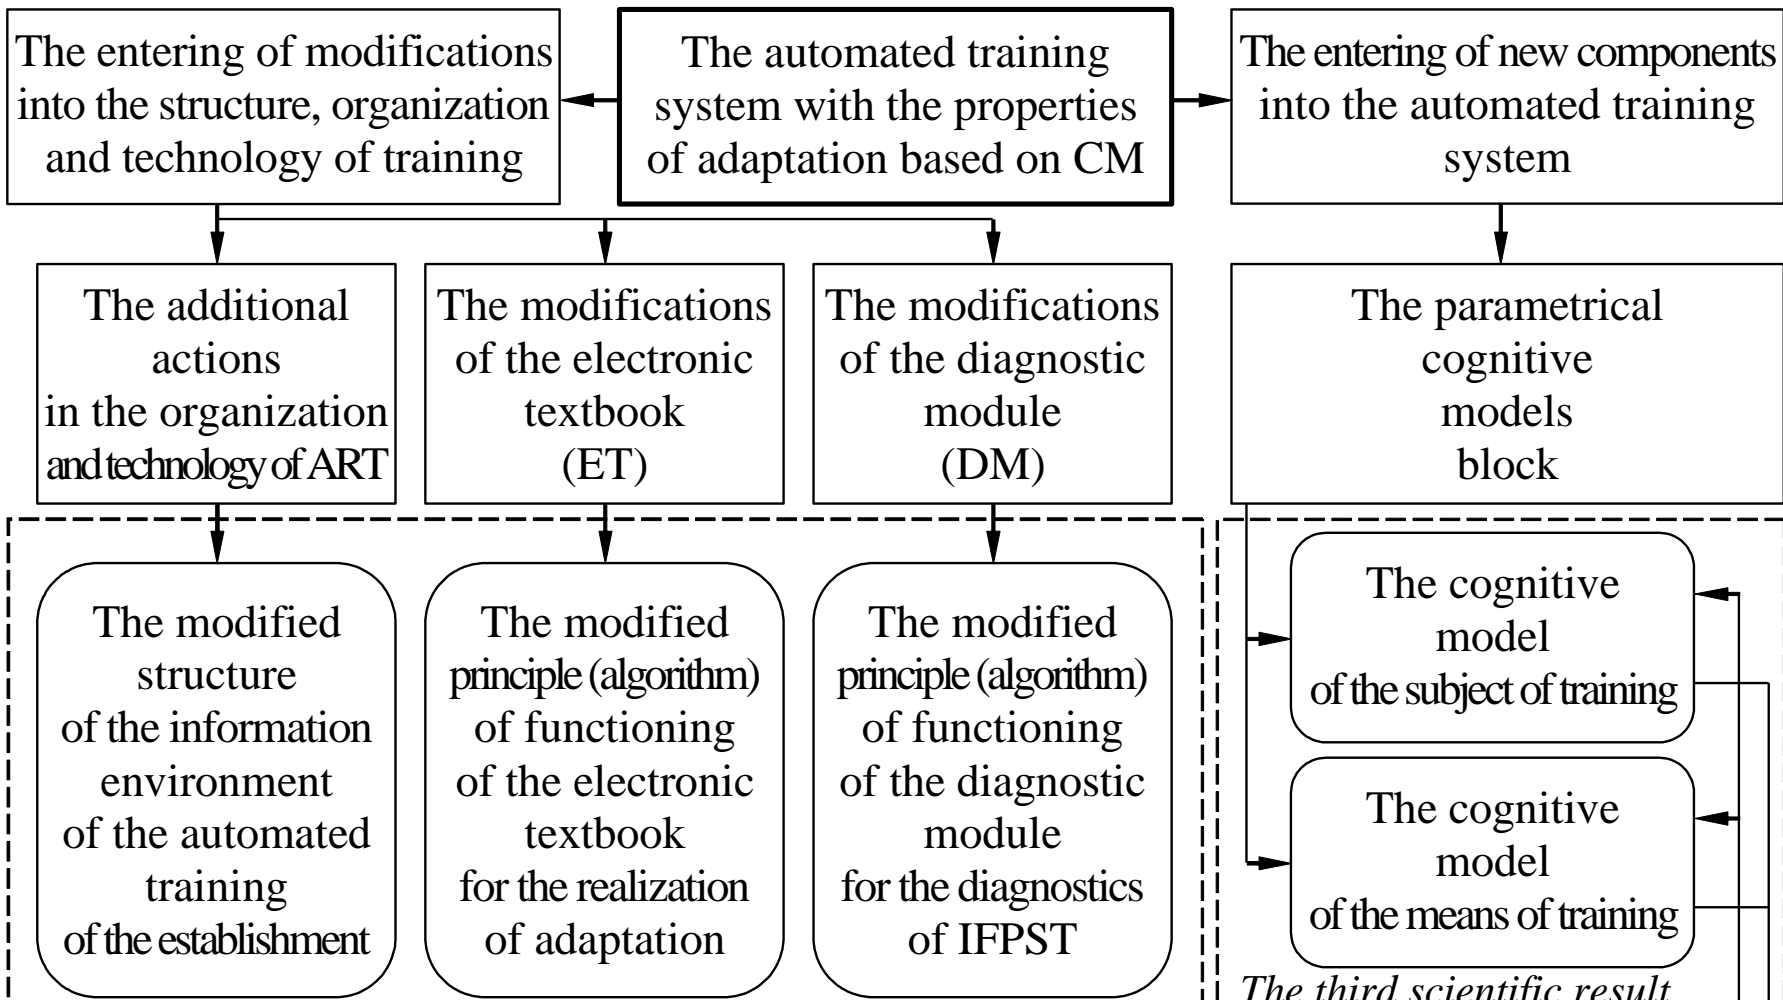 The entering of modifications
into the structure, organization
and technology of training
The automated training
system with the properties
of adaptation based on CM
The entering of new components
into the automated training
system
The additional
actions
in the organization
and technology of ART
The modifications
of the electronic
textbook
(ET)
The modifications
of the diagnostic
module
(DM)
The parametrical
cognitive
models
block
The modified
structure
of the information
environment
of the automated
training
of the establishment
The modified
principle (algorithm)
of functioning
of the electronic
textbook
for the realization
of adaptation
The modified
principle (algorithm)
of functioning
of the diagnostic
module
for the diagnostics
of IFPST
The cognitive
model
of the subject of training
The cognitive
model
of the means of training
The third scientific result